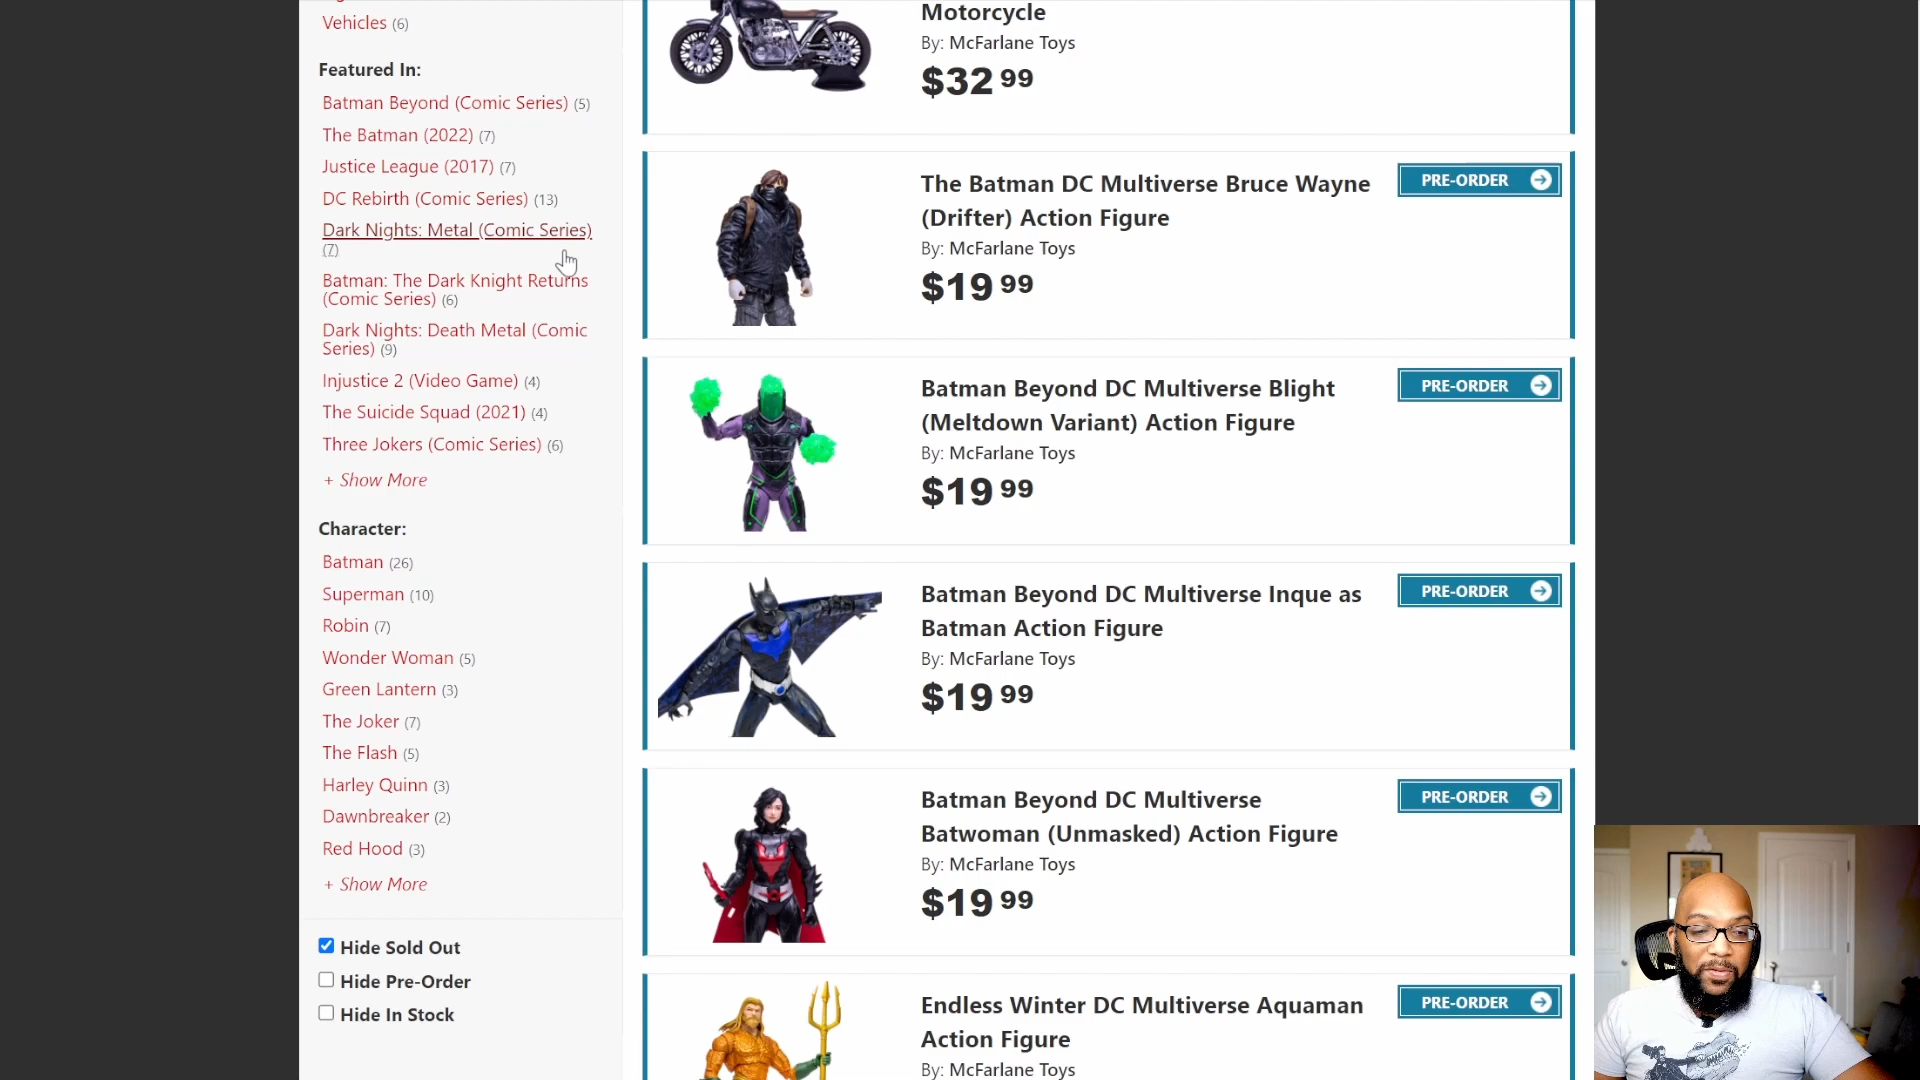 Vehicles (6)
Featured In:
Batman Beyond (Comic Series) (5)
The Batman (2022) (7)
Justice League (2017) (7)
DC Rebirth (Comic Series) (13)
Dark Nights: Metal (Comic Series)
(7)
Batman: The Dark Knight Returns
(Comic Series) (6)
Dark Nights: Death Metal (Comic
Series) (9)
Injustice 2 (Video Game) (4)
The Suicide Squad (2021) (4)
Three Jokers (Comic Series) (6)
+ Show More
Character:
Batman (26)
Superman (10)
Robin (7)
Wonder Woman (5)
Green Lantern (3)
The Joker (7)
The Flash (5)
Harley Quinn (3)
Dawnbreaker (2)
Red Hood (3)
+ Show More
Hide Sold Out
Hide Pre-Order
Hide In Stock
Motorcycle
By: McFarlane Toys
$32 99
The Batman DC Multiverse Bruce Wayne
(Drifter) Action Figure
By: McFarlane Toys
$19 99
PRE-ORDER
Batman Beyond DC Multiverse Blight
(Meltdown Variant) Action Figure
By: McFarlane Toys
$19 99
PRE-ORDER
Batman Beyond DC Multiverse Inque as
Batman Action Figure
By: McFarlane Toys
$19 99
PRE-ORDER
Batman Beyond DC Multiverse
Batwoman (Unmasked) Action Figure
By: McFarlane Toys
$19 99
PRE-ORDER
Endless Winter DC Multiverse Aquaman
Action Figure
By: McFarlane Toys
PRE-ORDER